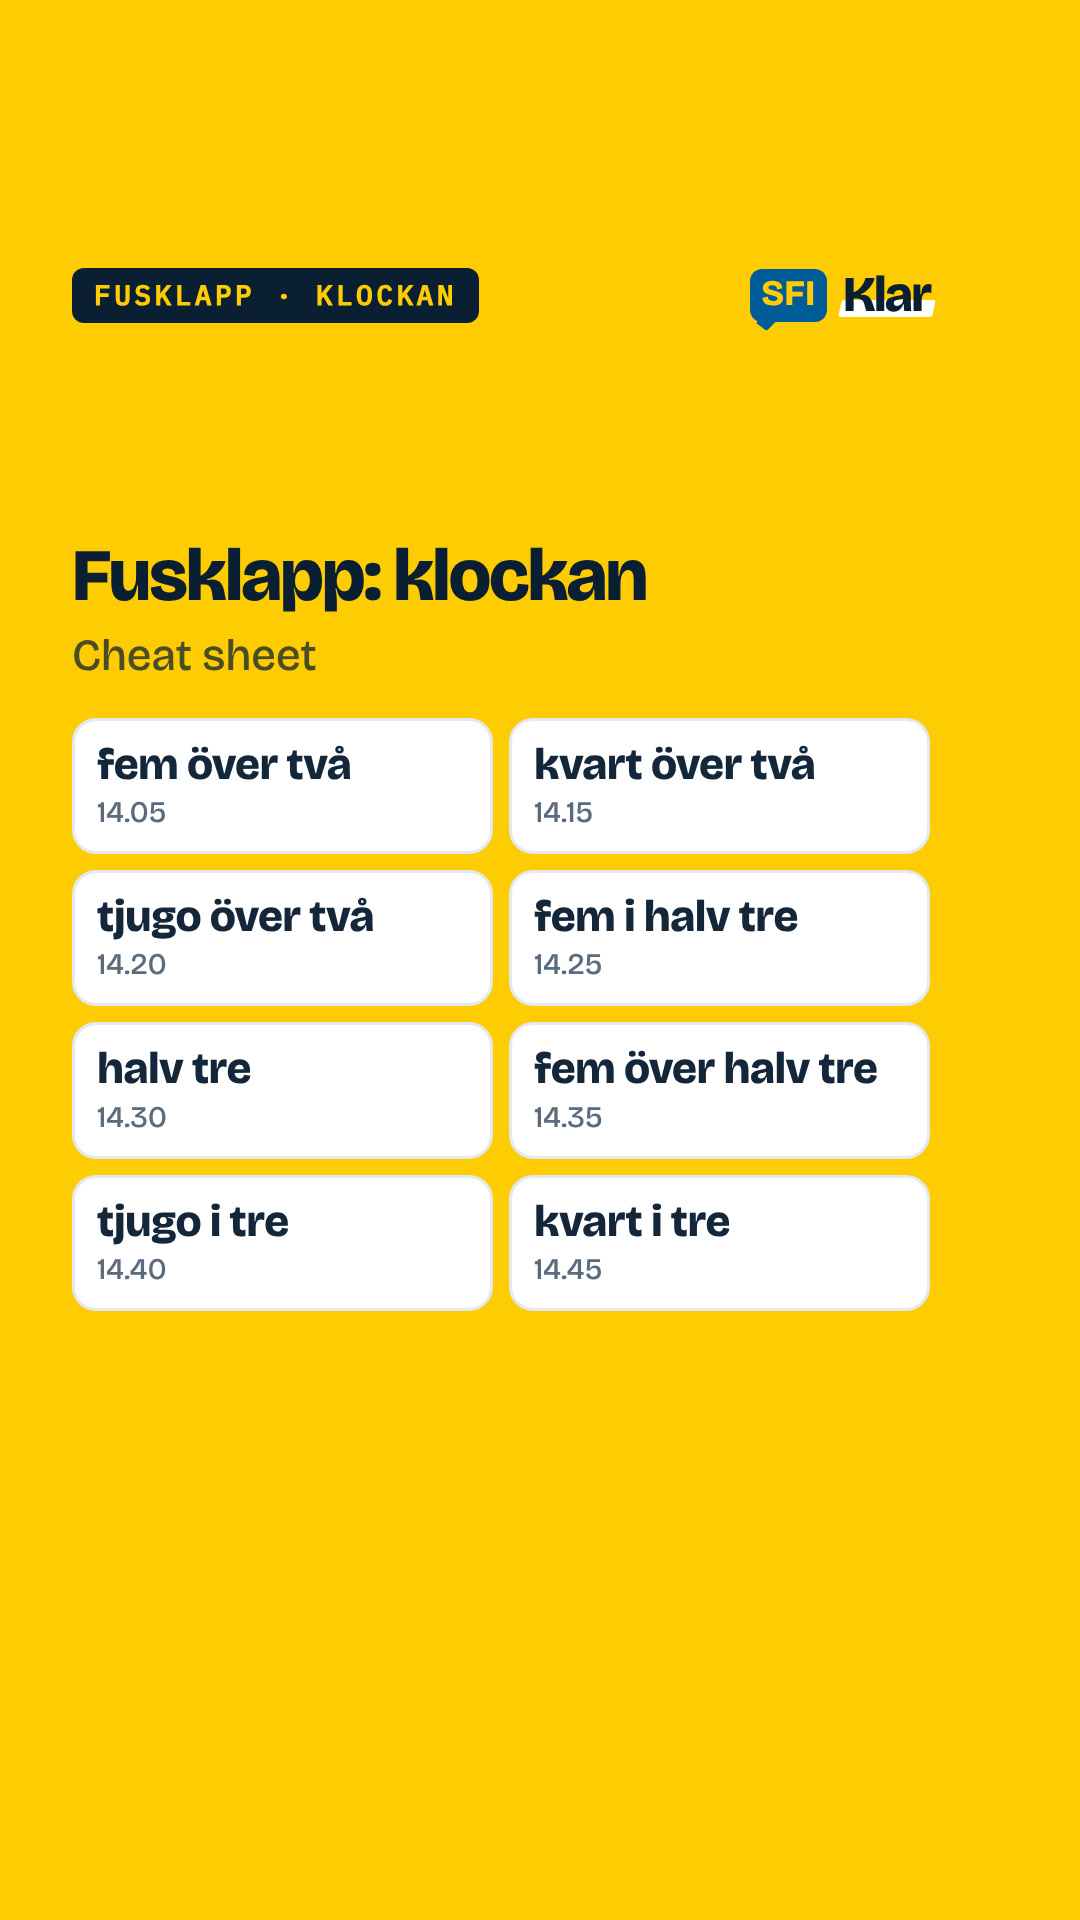 FUSKLAPP · KLOCKAN
SFI Klar
Fusklapp: klockan
Cheat sheet
fem över två
14.05
kvart över två
14.15
tjugo över två
14.20
fem i halv tre
14.25
halv tre
14.30
fem över halv tre
14.35
tjugo i tre
14.40
kvart i tre
14.45